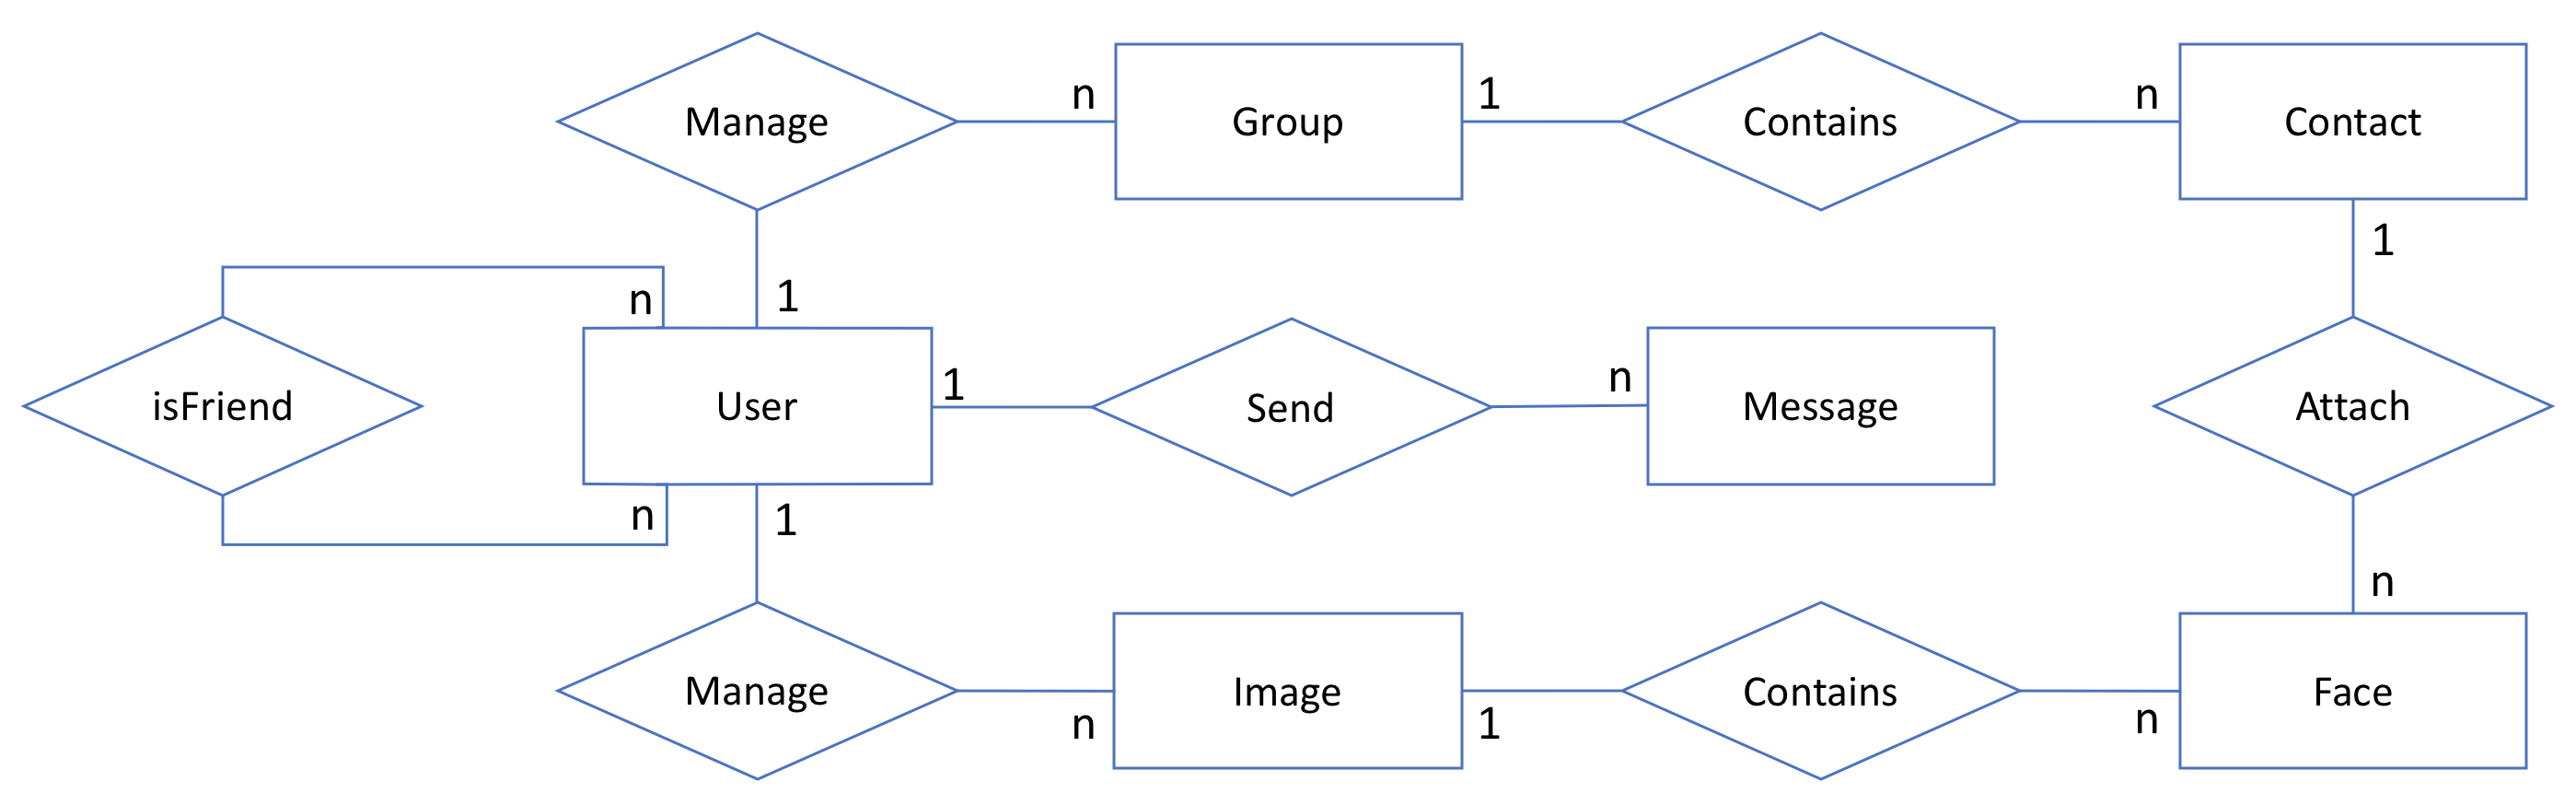 Manage
n
Group
1
Contains
n
Contact
1
n
1
isFriend
User
1
Send
n
Message
Attach
n
1
n
Manage
n
Image
1
Contains
n
Face